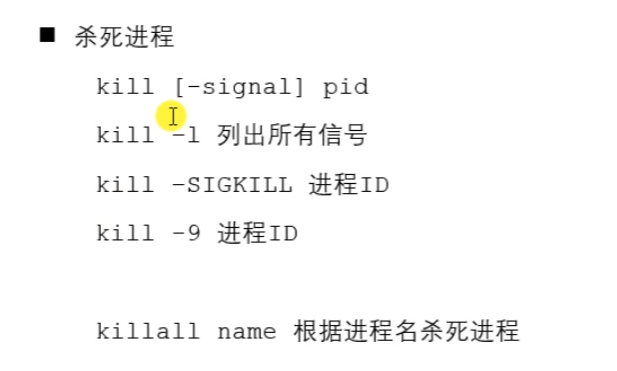 ■ 杀死进程
kill [-signal] pid
kill -l 列出所有信号
kill -SIGKILL 进程ID
kill -9 进程ID
killall name 根据进程名杀死进程